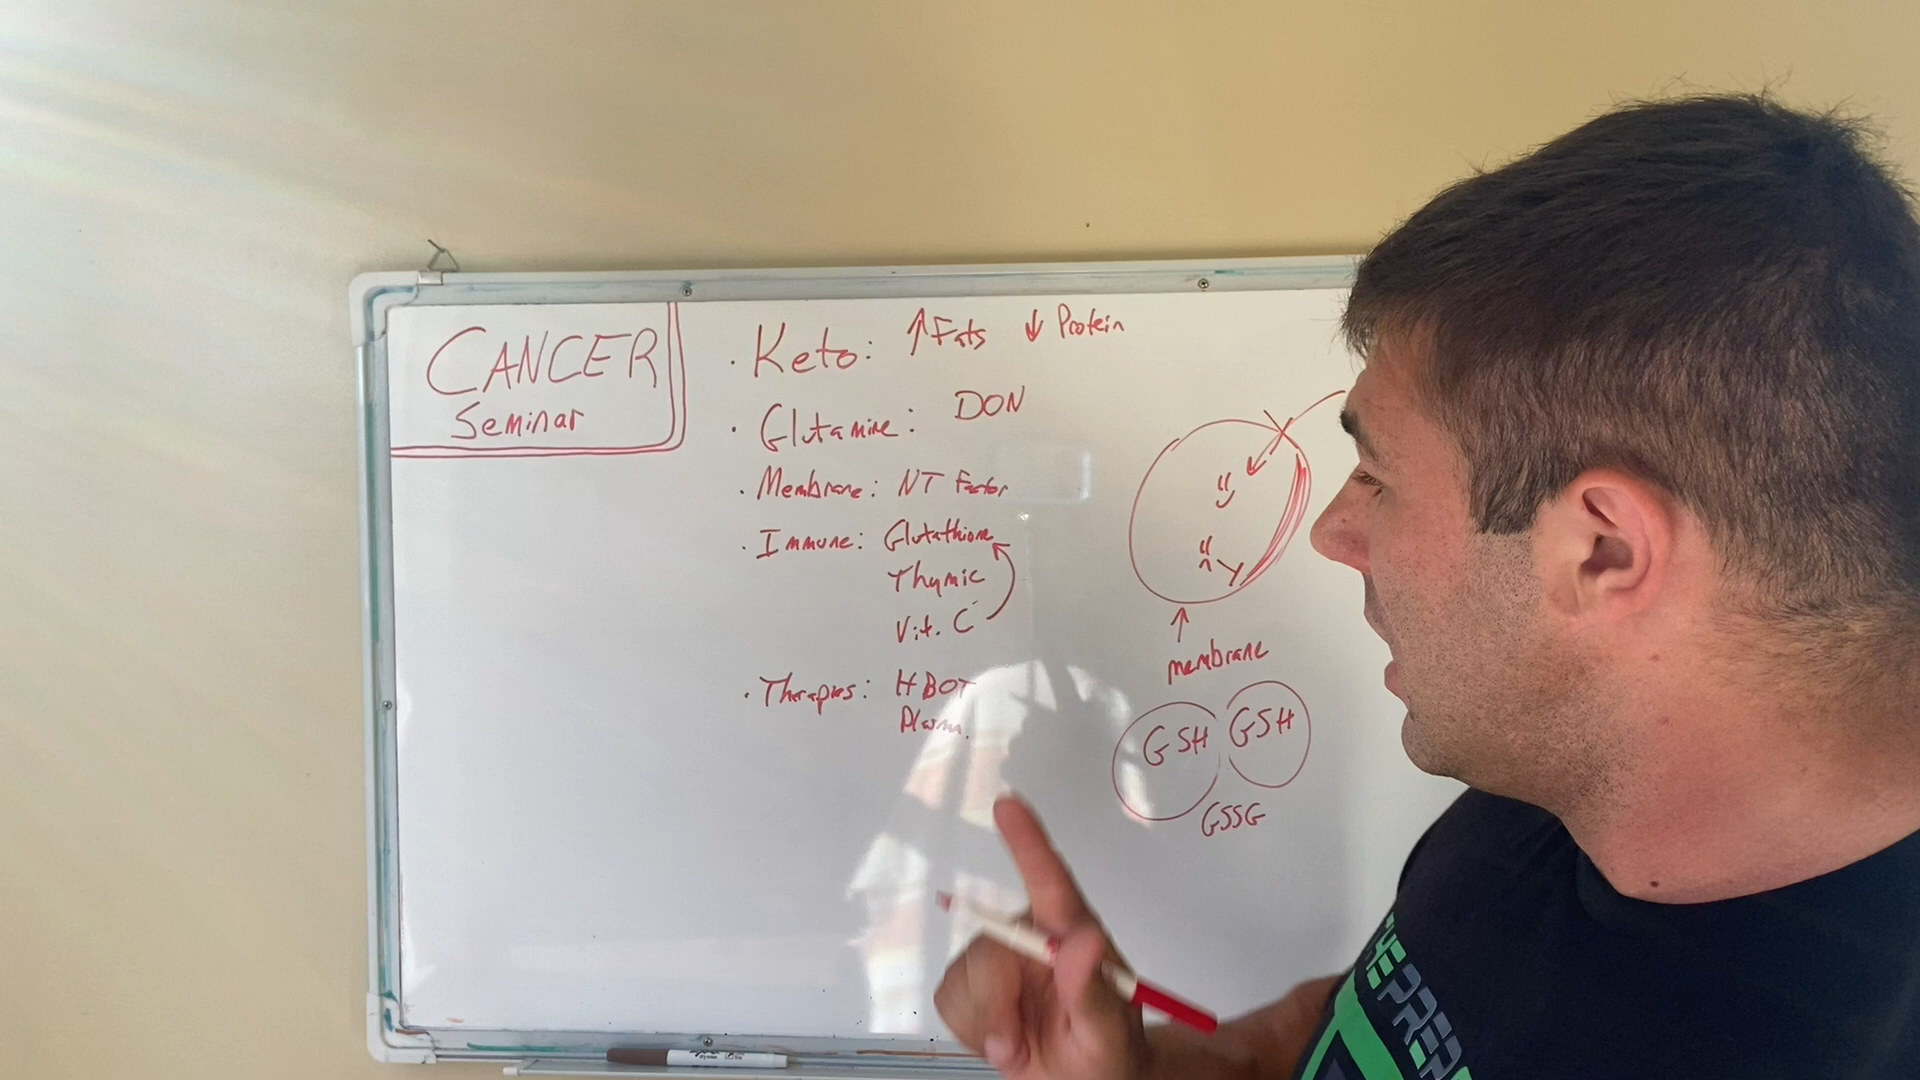 CANCER
Seminar
· Keto: ↑ Fats ↓ Protein
· Glutamine: DON
· Membrane: NT Factor
· Immune: Glutathione
Thymic
Vit. C
· Therapies: HBOT
Plasma.
membrane
GSH GSH
GSSG